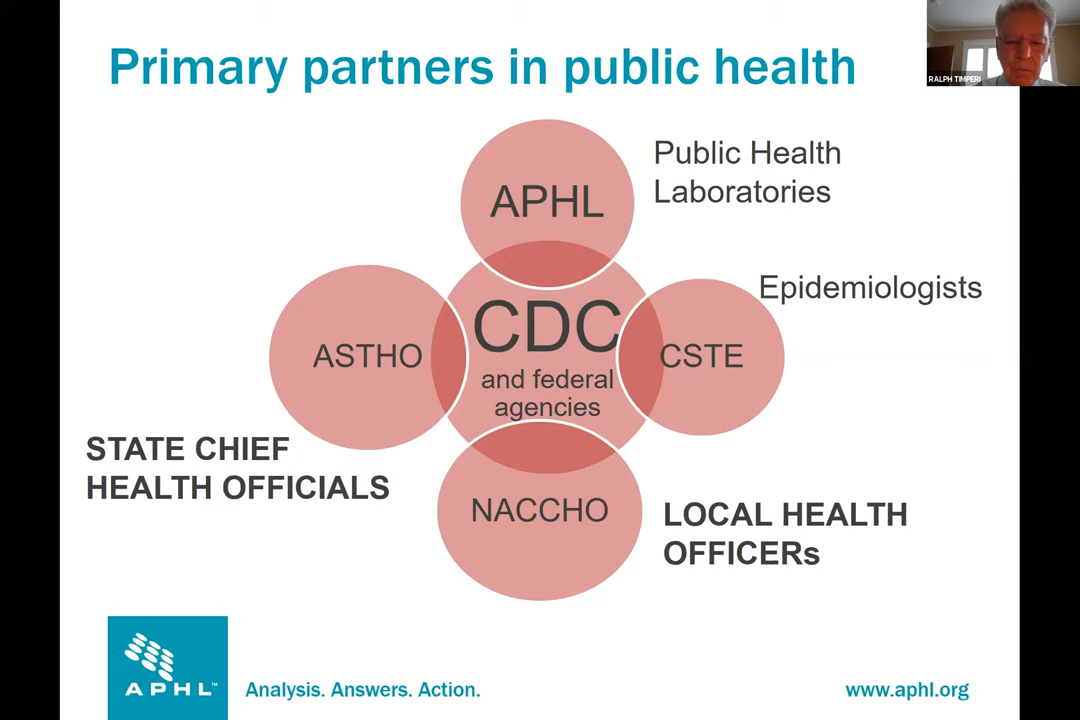 Primary partners in public health
RALPH TIMPERI
APHL
Public Health
Laboratories
Epidemiologists
CDC
and federal
agencies
ASTHO
CSTE
STATE CHIEF
HEALTH OFFICIALS
NACCHO
LOCAL HEALTH
OFFICERs
APHL™
Analysis. Answers. Action.
www.aphl.org